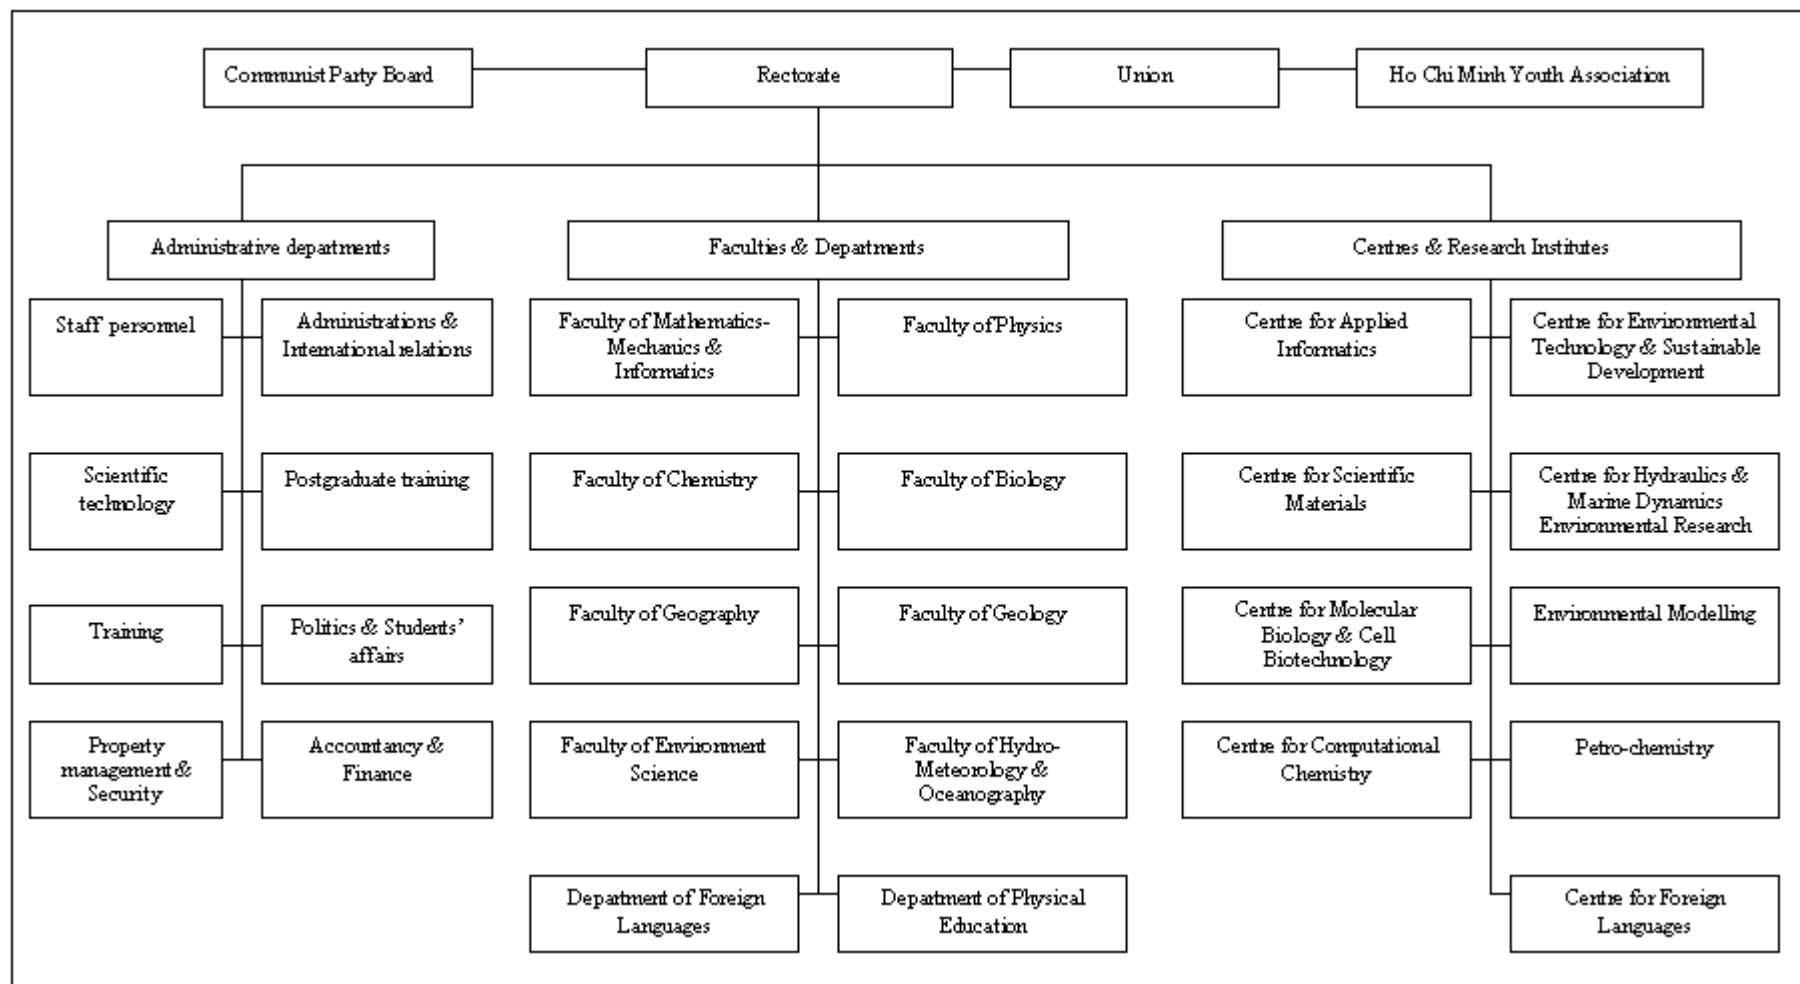 Communist Party Board
Rectorate
Union
Ho Chi Minh Youth Association
Administrative departments
Faculties & Departments
Centres & Research Institutes
Staff personnel
Administrations &
International relations
Faculty of Mathematics-
Mechanics &
Informatics
Faculty of Physics
Centre for Applied
Informatics
Centre for Environmental
Technology & Sustainable
Development
Scientific
technology
Postgraduate training
Faculty of Chemistry
Faculty of Biology
Centre for Scientific
Materials
Centre for Hydraulics &
Marine Dynamics
Environmental Research
Training
Politics & Students’
affairs
Faculty of Geography
Faculty of Geology
Centre for Molecular
Biology & Cell
Biotechnology
Environmental Modelling
Property
management &
Security
Accountancy &
Finance
Faculty of Environment
Science
Faculty of Hydro-
Meteorology &
Oceanography
Centre for Computational
Chemistry
Petro-chemistry
Department of Foreign
Languages
Department of Physical
Education
Centre for Foreign
Languages